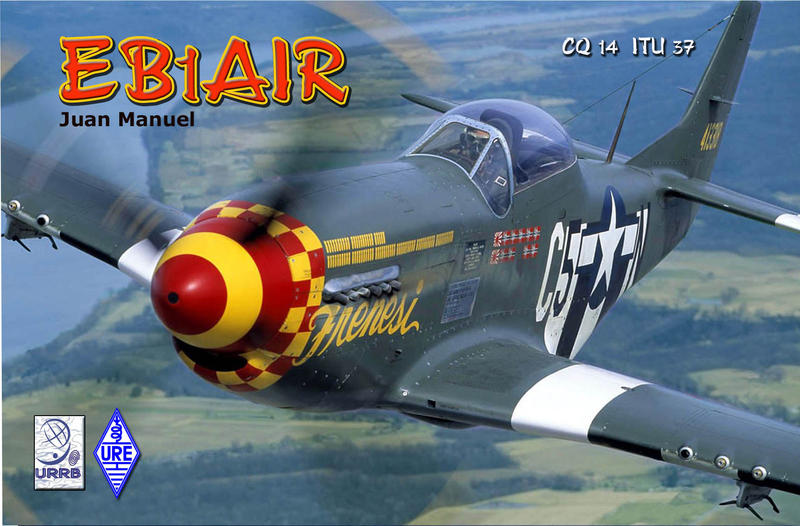 EB1AIR
Juan Manuel
CQ 14 ITU 37
Frenesi
C5
N
URRB
URE